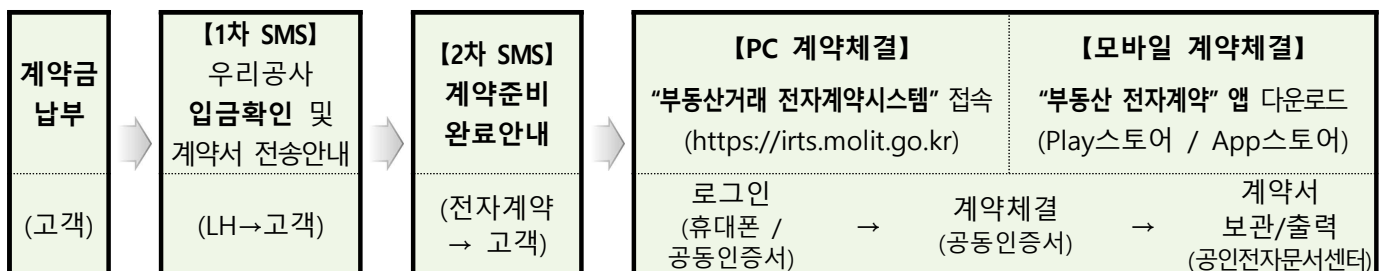 계약금
납부
(고객)
【1차 SMS】
우리공사
입금확인 및
계약서 전송안내
(LH→고객)
【2차 SMS】
계약준비
완료안내
(전자계약
→ 고객)
【PC 계약체결】
“부동산거래 전자계약시스템” 접속
(https://irts.molit.go.kr)
【모바일 계약체결】
“부동산 전자계약” 앱 다운로드
(Play스토어 / App스토어)
로그인
(휴대폰 /
공동인증서)
→
계약체결
(공동인증서)
→
계약서
보관/출력
(공인전자문서센터)